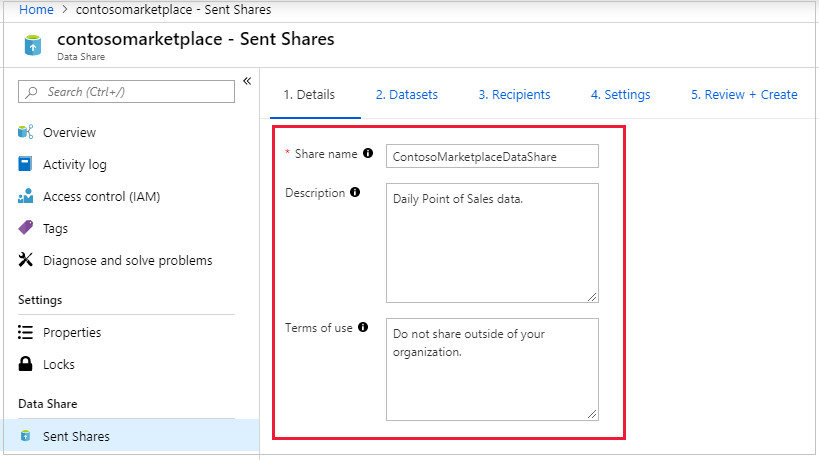 Home > contosomarketplace - Sent Shares
contosomarketplace - Sent Shares
Data Share
Search (Ctrl+/)
«
Overview
Activity log
Access control (IAM)
Tags
Diagnose and solve problems
Settings
Properties
Locks
Data Share
Sent Shares
1. Details 2. Datasets 3. Recipients 4. Settings 5. Review + Create
* Share name ContosoMarketplaceDataShare
Description Daily Point of Sales data.
Terms of use Do not share outside of your
organization.